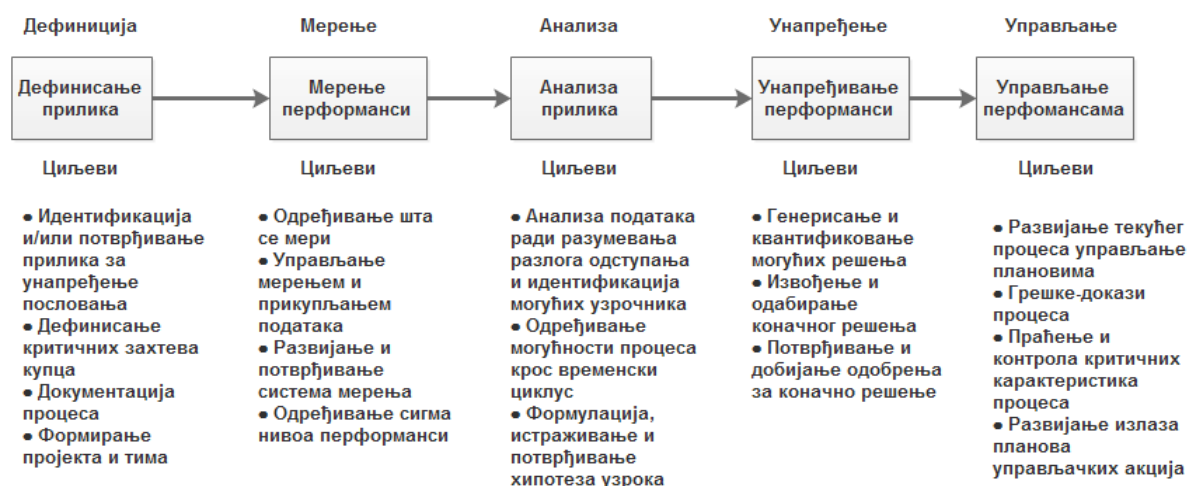 Дефиниција
Мерење
Анализа
Унапређење
Управљање
Дефинисање
прилика
Мерење
перформанси
Анализа
прилика
Унапређивање
перформанси
Управљање
перфомансама
Циљеви
Циљеви
Циљеви
Циљеви
Циљеви
● Идентификација
и/или потврђивање
прилика за
унапређење
пословања
● Дефинисање
критичних захтева
купца
● Документација
процеса
● Формирање
пројекта и тима
● Одређивање шта
се мери
● Управљање
мерењем и
прикупљањем
података
● Развијање и
потврђивање
система мерења
● Одређивање сигма
нивоа перформанси
● Анализа података
ради разумевања
разлога одступања
и идентификација
могућих узрочника
● Одређивање
могућности процеса
крос временски
циклус
● Формулација,
истраживање и
потврђивање
хипотеза узрока
● Генерисање и
квантификовање
могућих решења
● Извођење и
одабирање
коначног решења
● Потврђивање и
добијање одобрења
за коначно решење
● Развијање текућег
процеса управљање
плановима
● Грешке-докази
процеса
● Праћење и
контрола критичних
карактеристика
процеса
● Развијање излаза
планова
управљачких акција